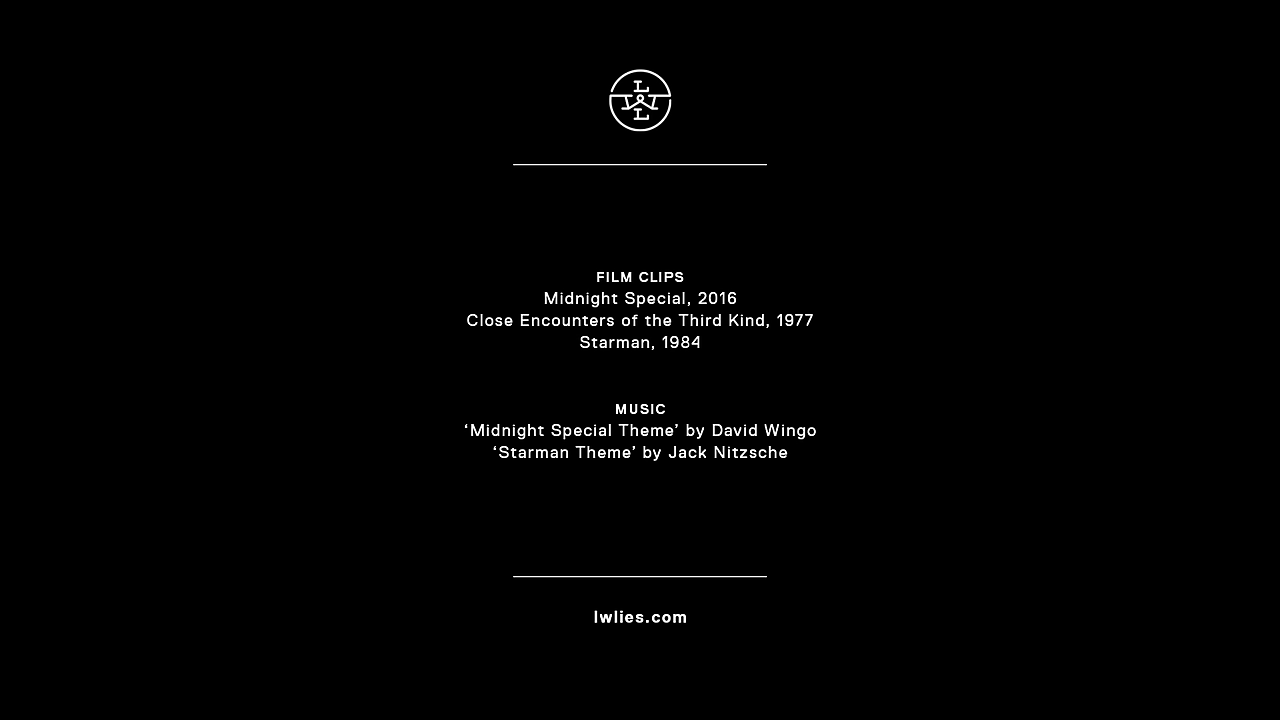 L
W
L
FILM CLIPS
Midnight Special, 2016
Close Encounters of the Third Kind, 1977
Starman, 1984
MUSIC
‘Midnight Special Theme’ by David Wingo
‘Starman Theme’ by Jack Nitzsche
lwlies.com